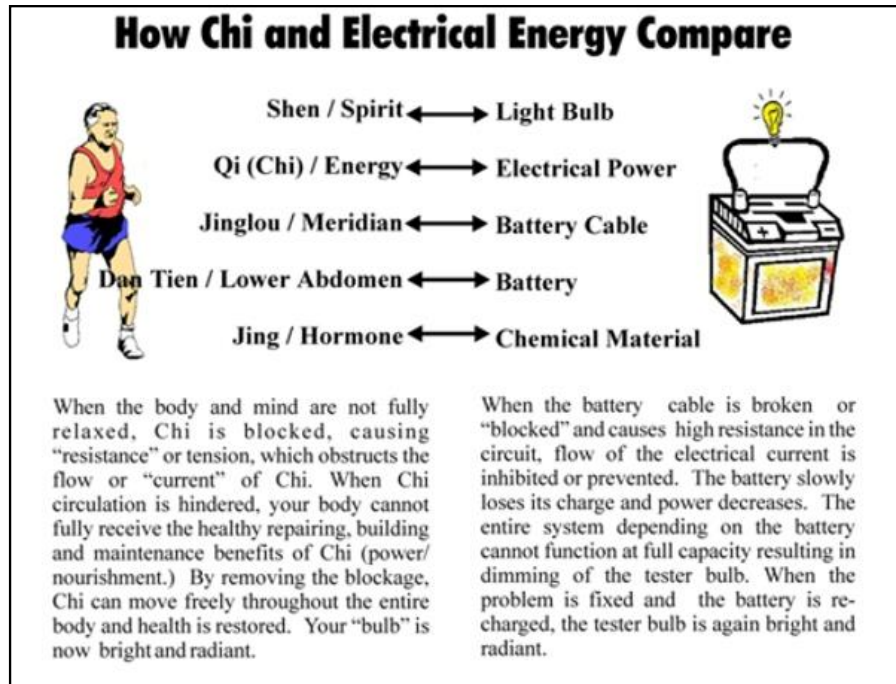 How Chi and Electrical Energy Compare
Shen / Spirit Light Bulb
Qi (Chi) / Energy Electrical Power
Jinglou / Meridian Battery Cable
Dan Tien / Lower Abdomen Battery
Jing / Hormone Chemical Material
+ −
When the body and mind are not fully
relaxed, Chi is blocked, causing
“resistance” or tension, which obstructs the
flow or “current” of Chi. When Chi
circulation is hindered, your body cannot
fully receive the healthy repairing, building
and maintenance benefits of Chi (power/
nourishment.) By removing the blockage,
Chi can move freely throughout the entire
body and health is restored. Your “bulb” is
now bright and radiant.
When the battery cable is broken or
“blocked” and causes high resistance in the
circuit, flow of the electrical current is
inhibited or prevented. The battery slowly
loses its charge and power decreases. The
entire system depending on the battery
cannot function at full capacity resulting in
dimming of the tester bulb. When the
problem is fixed and the battery is re-
charged, the tester bulb is again bright and
radiant.